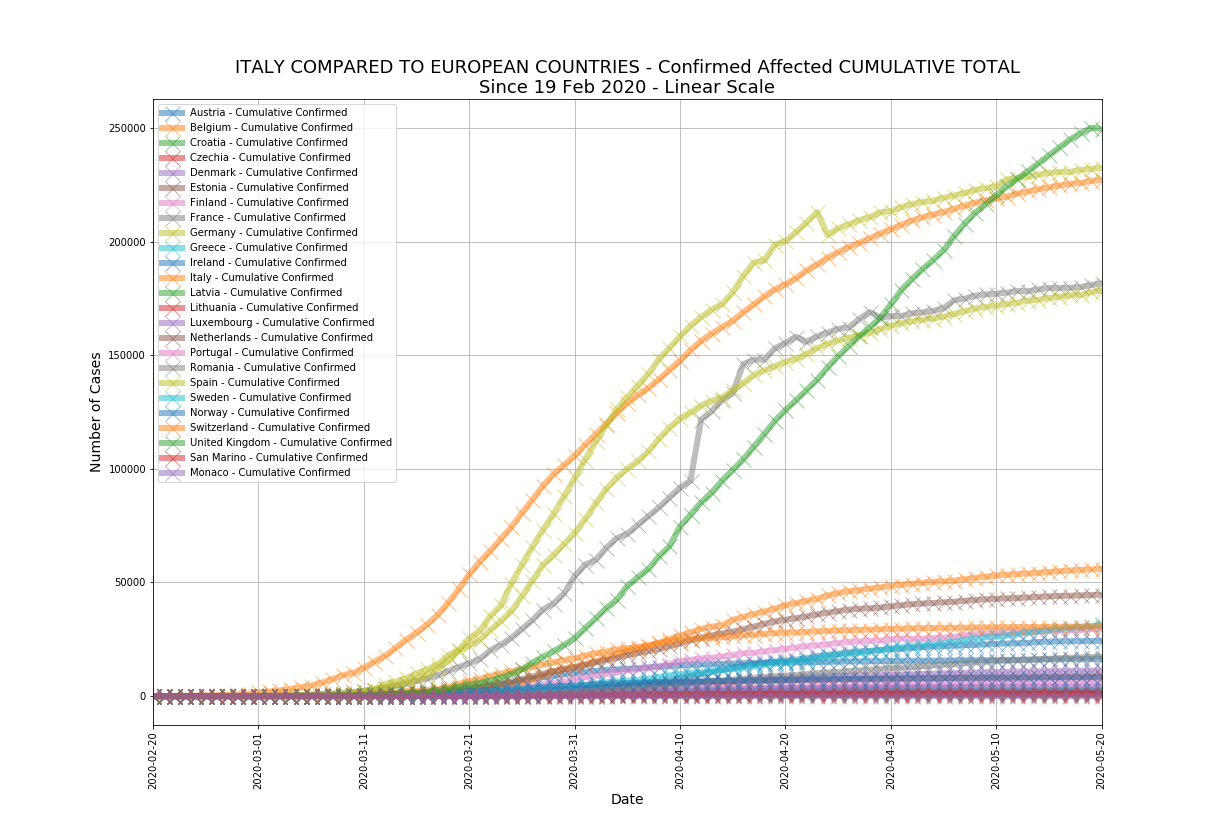 ITALY COMPARED TO EUROPEAN COUNTRIES - Confirmed Affected CUMULATIVE TOTAL
Since 19 Feb 2020 - Linear Scale
Austria - Cumulative Confirmed
Belgium - Cumulative Confirmed
Croatia - Cumulative Confirmed
Czechia - Cumulative Confirmed
Denmark - Cumulative Confirmed
Estonia - Cumulative Confirmed
Finland - Cumulative Confirmed
France - Cumulative Confirmed
Germany - Cumulative Confirmed
Greece - Cumulative Confirmed
Ireland - Cumulative Confirmed
Italy - Cumulative Confirmed
Latvia - Cumulative Confirmed
Lithuania - Cumulative Confirmed
Luxembourg - Cumulative Confirmed
Netherlands - Cumulative Confirmed
Portugal - Cumulative Confirmed
Romania - Cumulative Confirmed
Spain - Cumulative Confirmed
Sweden - Cumulative Confirmed
Norway - Cumulative Confirmed
Switzerland - Cumulative Confirmed
United Kingdom - Cumulative Confirmed
San Marino - Cumulative Confirmed
Monaco - Cumulative Confirmed
Number of Cases
250000
200000
150000
100000
50000
0
2020-02-20
2020-03-01
2020-03-11
2020-03-21
2020-03-31
2020-04-10
2020-04-20
2020-04-30
2020-05-10
2020-05-20
Date